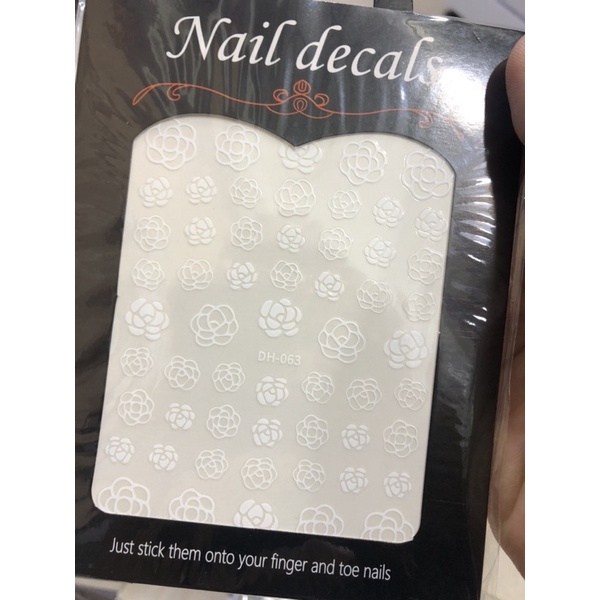 Nail decals
DH-063
Just stick them onto your finger and toe nails